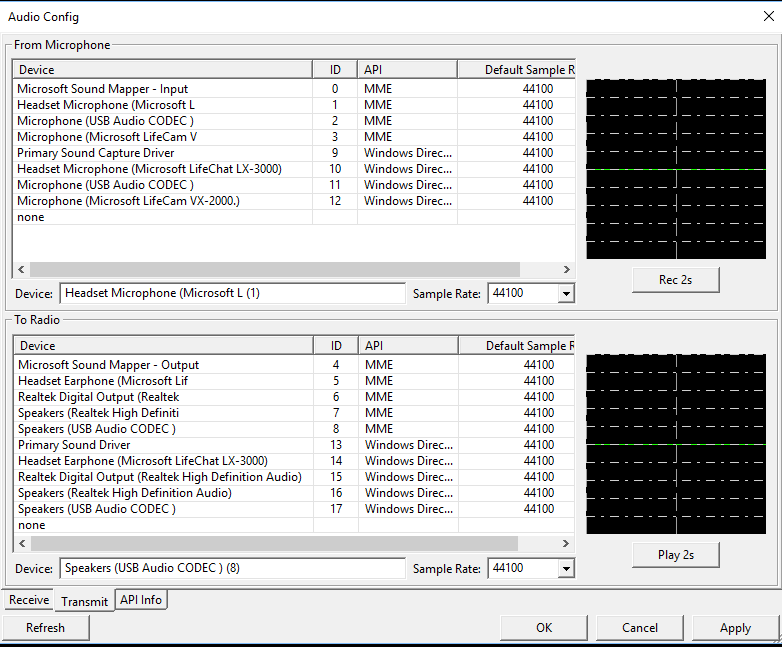 Audio Config
From Microphone
Device ID API Default Sample R
Microsoft Sound Mapper - Input 0 MME 44100
Headset Microphone (Microsoft L 1 MME 44100
Microphone (USB Audio CODEC ) 2 MME 44100
Microphone (Microsoft LifeCam V 3 MME 44100
Primary Sound Capture Driver 9 Windows Direc... 44100
Headset Microphone (Microsoft LifeChat LX-3000) 10 Windows Direc... 44100
Microphone (USB Audio CODEC ) 11 Windows Direc... 44100
Microphone (Microsoft LifeCam VX-2000.) 12 Windows Direc... 44100
none
Rec 2s
Device: Headset Microphone (Microsoft L (1) Sample Rate: 44100
To Radio
Device ID API Default Sample R
Microsoft Sound Mapper - Output 4 MME 44100
Headset Earphone (Microsoft Lif 5 MME 44100
Realtek Digital Output (Realtek 6 MME 44100
Speakers (Realtek High Definiti 7 MME 44100
Speakers (USB Audio CODEC ) 8 MME 44100
Primary Sound Driver 13 Windows Direc... 44100
Headset Earphone (Microsoft LifeChat LX-3000) 14 Windows Direc... 44100
Realtek Digital Output (Realtek High Definition Audio) 15 Windows Direc... 44100
Speakers (Realtek High Definition Audio) 16 Windows Direc... 44100
Speakers (USB Audio CODEC ) 17 Windows Direc... 44100
none
Play 2s
Device: Speakers (USB Audio CODEC ) (8) Sample Rate: 44100
Receive Transmit API Info
Refresh OK Cancel Apply